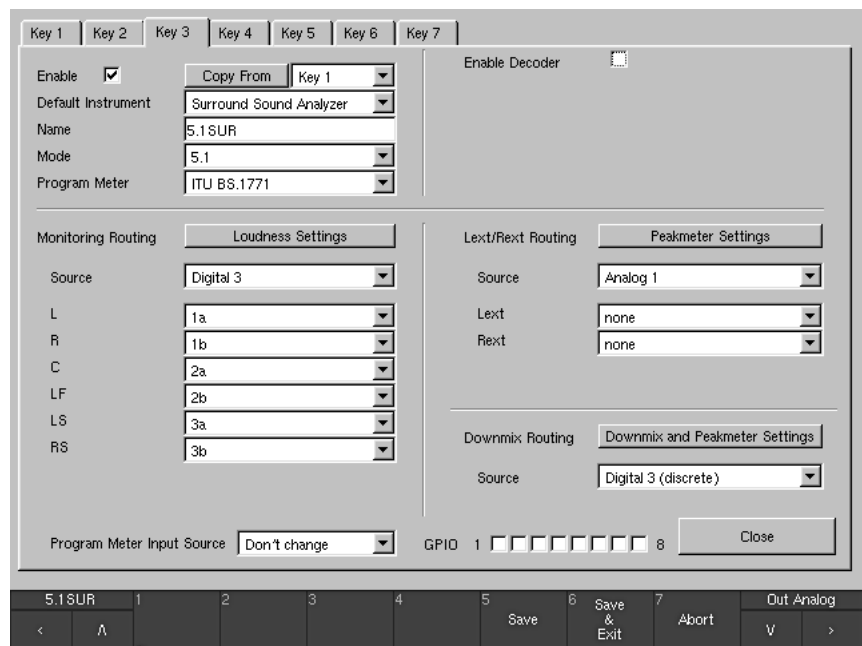 Key 1 Key 2 Key 3 Key 4 Key 5 Key 6 Key 7
Enable Copy From Key 1 Enable Decoder
Default Instrument Surround Sound Analyzer
Name 5.1SUR
Mode 5.1
Program Meter ITU BS.1771
Monitoring Routing Loudness Settings Lext/Rext Routing Peakmeter Settings
Source Digital 3 Source Analog 1
L 1a Lext none
R 1b Rext none
C 2a
LF 2b
LS 3a
RS 3b
Downmix Routing Downmix and Peakmeter Settings
Source Digital 3 (discrete)
Program Meter Input Source Don't change GPIO 1 8 Close
5.1SUR 1 2 3 4 5 Save 6 Save & Exit 7 Abort Out Analog
< Λ V >